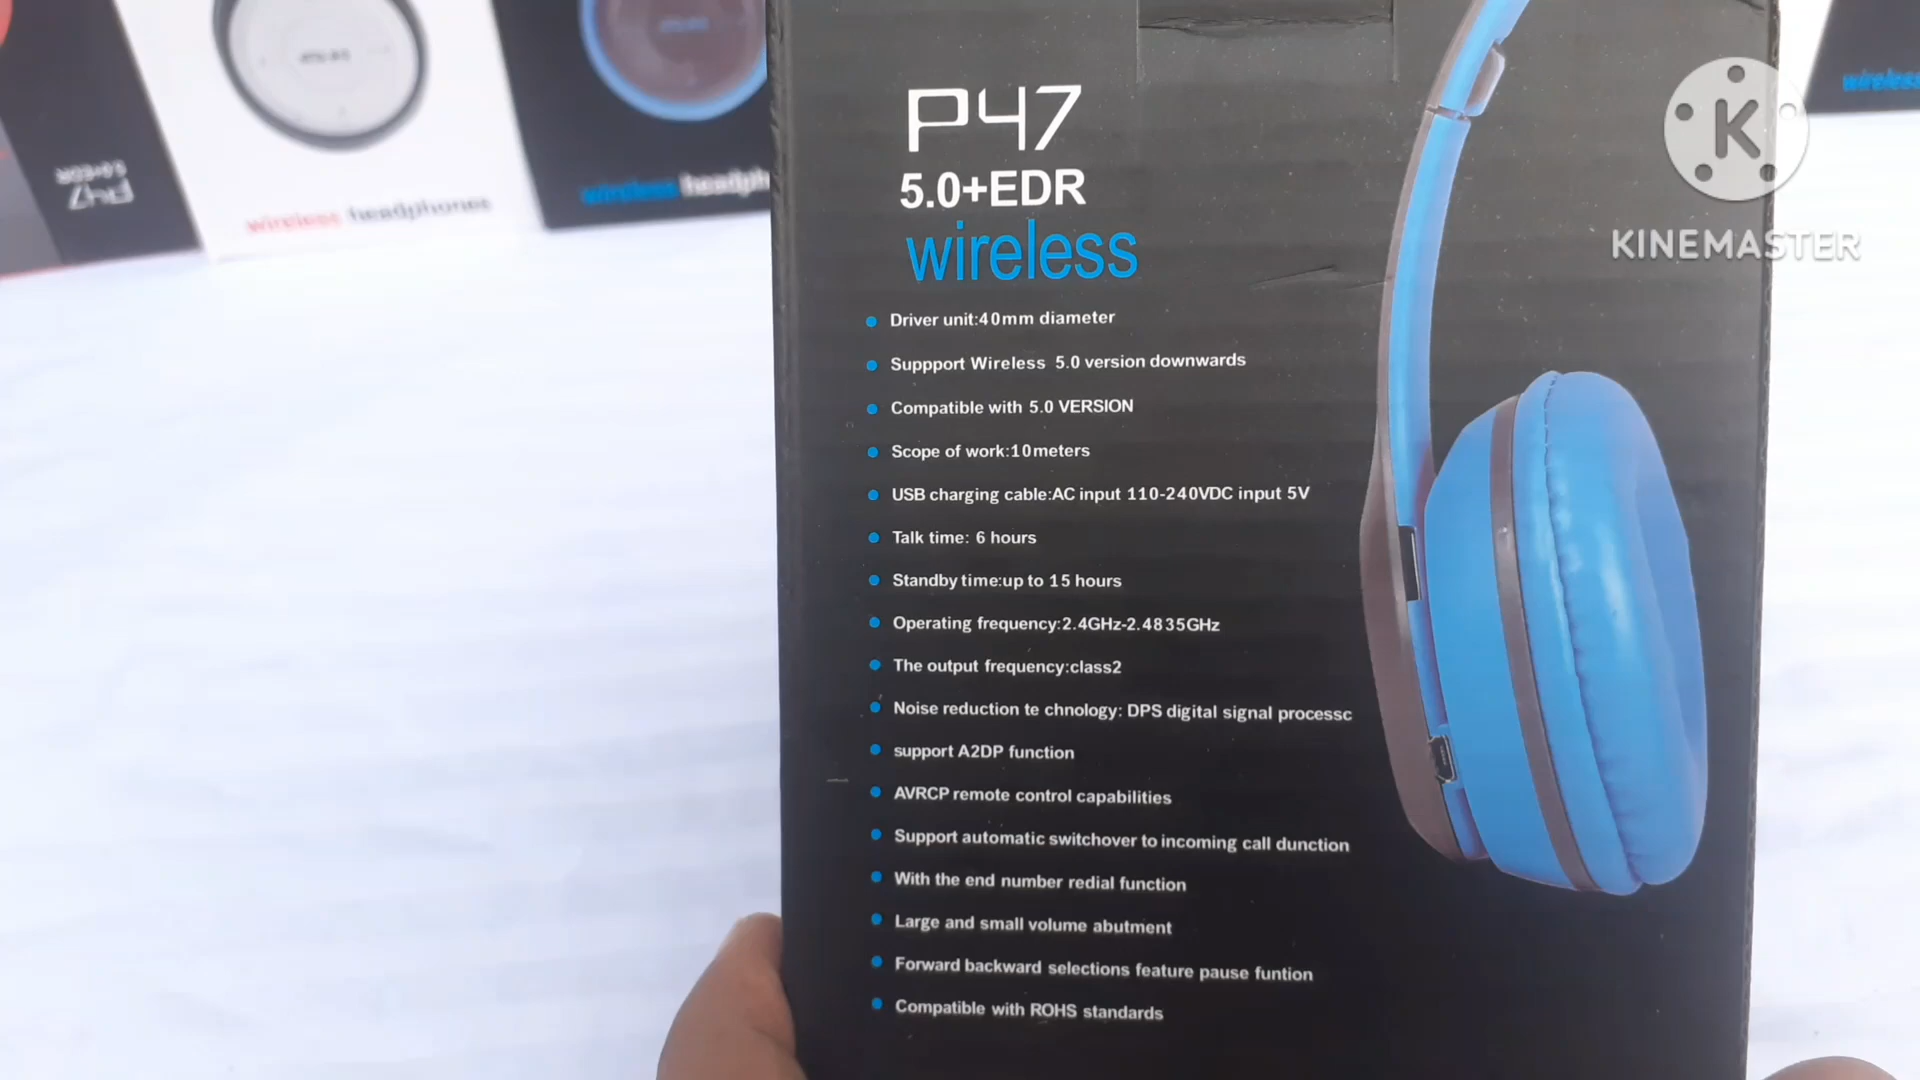 P47
5.0+EDR
wireless
Driver unit:40mm diameter
Suppport Wireless 5.0 version downwards
Compatible with 5.0 VERSION
Scope of work:10meters
USB charging cable:AC input 110-240VDC input 5V
Talk time: 6 hours
Standby time:up to 15 hours
Operating frequency:2.4GHz-2.4835GHz
The output frequency:class2
Noise reduction te chnology: DPS digital signal processc
support A2DP function
AVRCP remote control capabilities
Support automatic switchover to incoming call dunction
With the end number redial function
Large and small volume abutment
Forward backward selections feature pause funtion
Compatible with ROHS standards
K
KINEMASTER
wireless headphones
wireless headph
P47
wireless